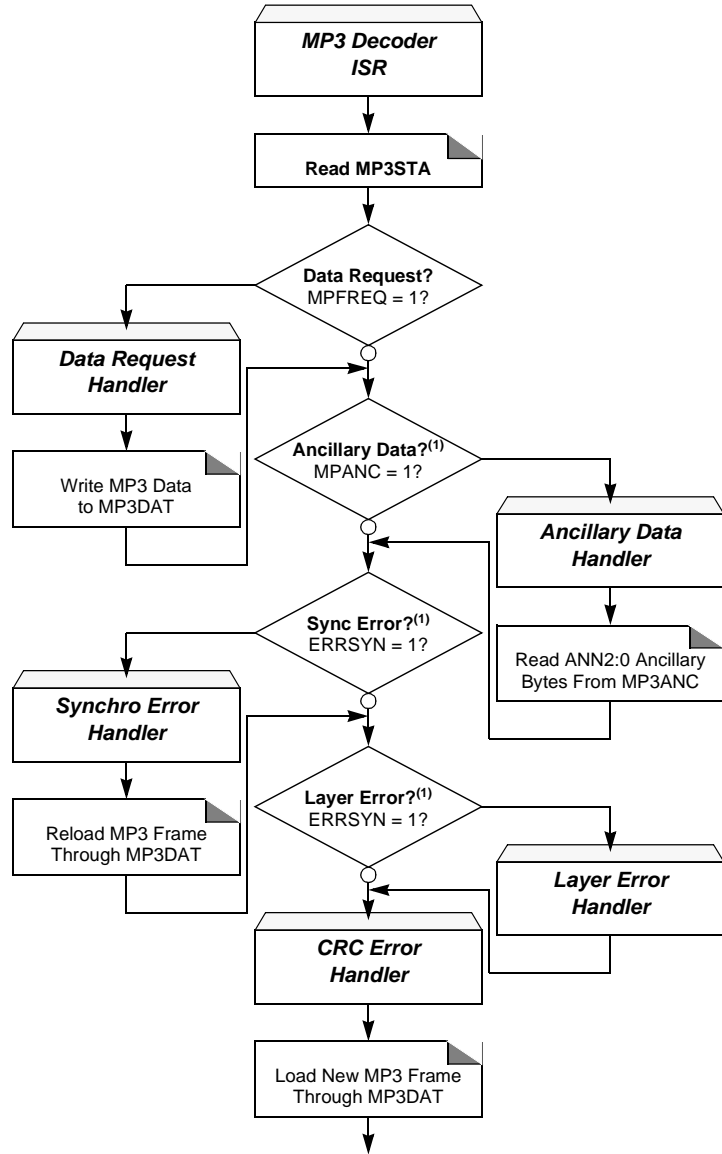 MP3 Decoder
ISR
Read MP3STA
Data Request?
MPFREQ = 1?
Data Request
Handler
Write MP3 Data
to MP3DAT
Ancillary Data?(1)
MPANC = 1?
Ancillary Data
Handler
Read ANN2:0 Ancillary
Bytes From MP3ANC
Sync Error?(1)
ERRSYN = 1?
Synchro Error
Handler
Reload MP3 Frame
Through MP3DAT
Layer Error?(1)
ERRSYN = 1?
Layer Error
Handler
CRC Error
Handler
Load New MP3 Frame
Through MP3DAT